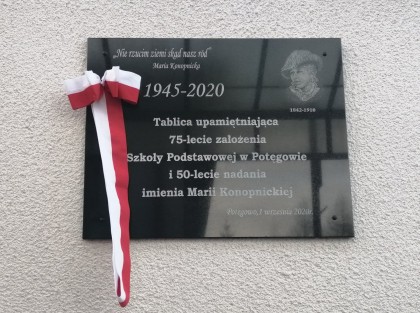 „Nie rzucim ziemi skąd nasz ród"
Maria Konopnicka
1945-2020
1842-1910
Tablica upamiętniająca
75-lecie założenia
Szkoły Podstawowej w Potęgowie
i 50-lecie nadania
imienia Marii Konopnickiej
Potęgowo, 1 września 2020r.